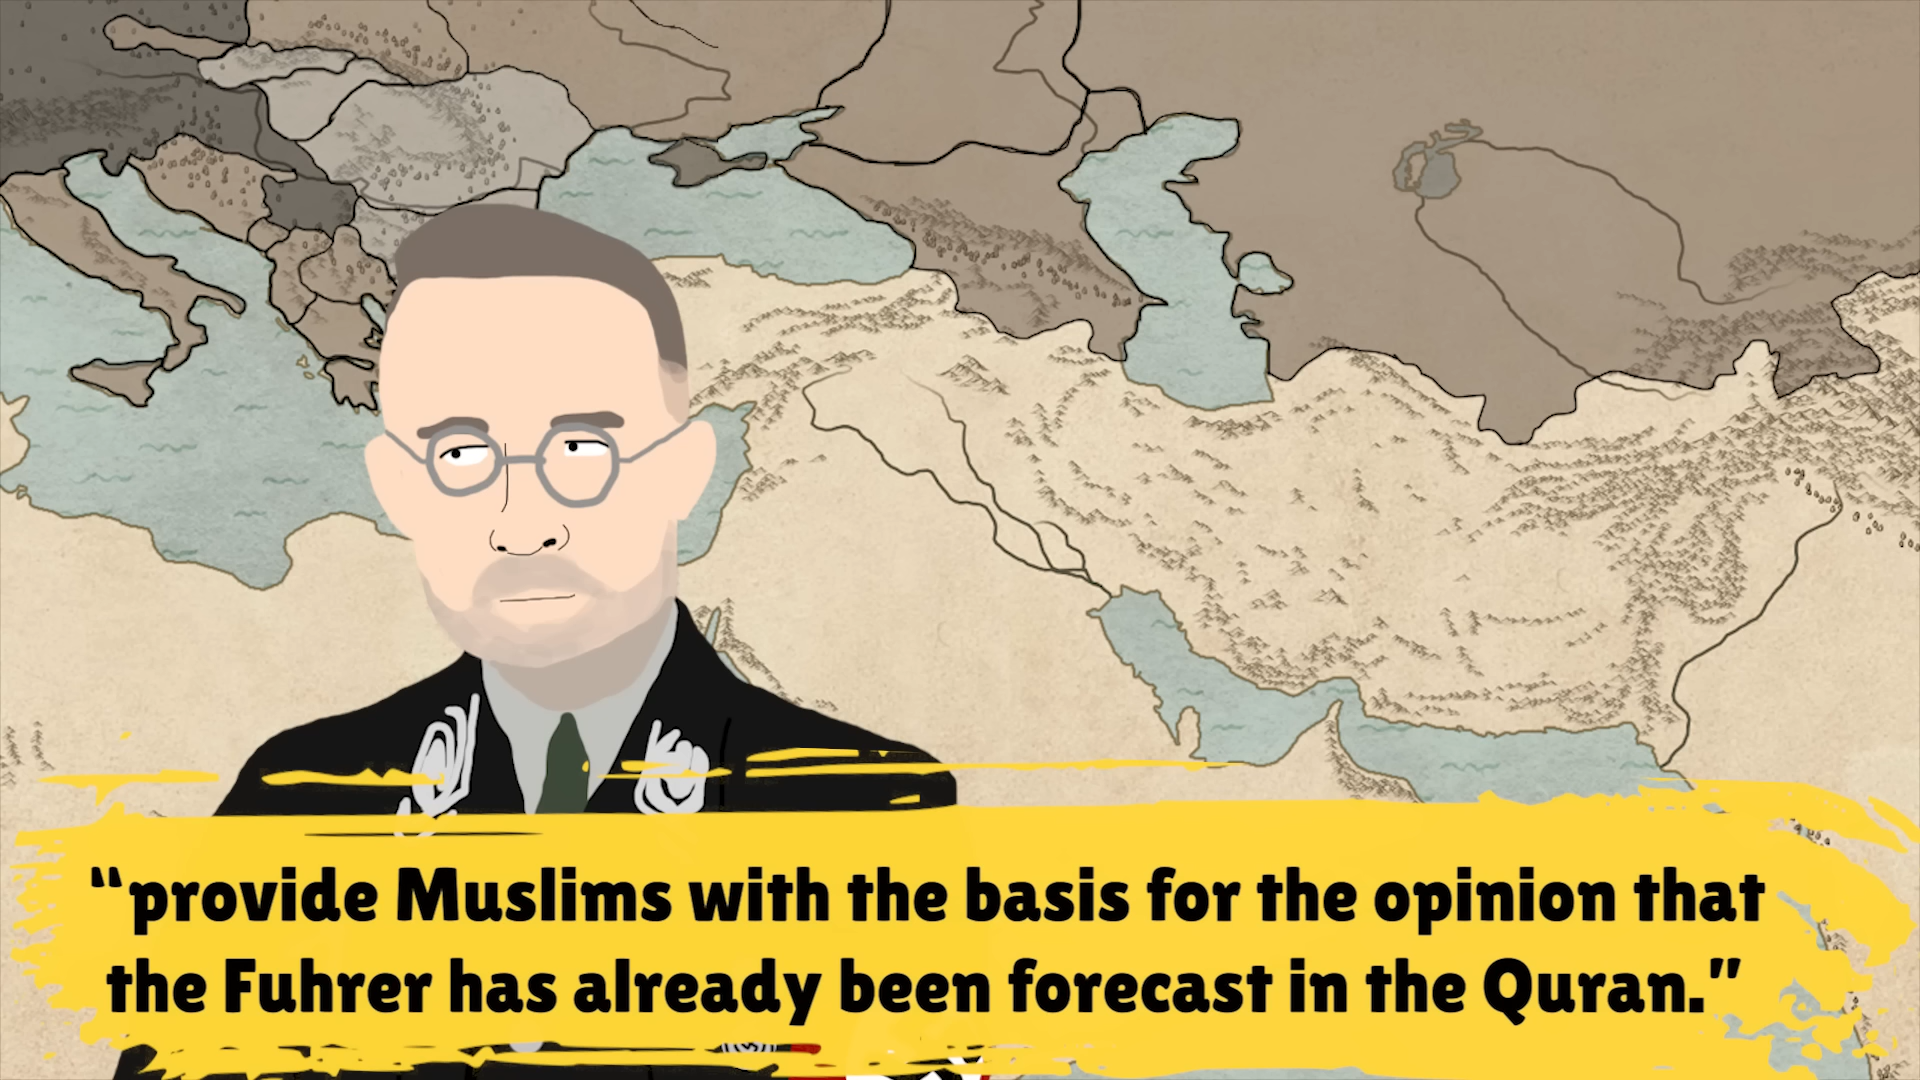 “provide Muslims with the basis for the opinion that
the Fuhrer has already been forecast in the Quran.”